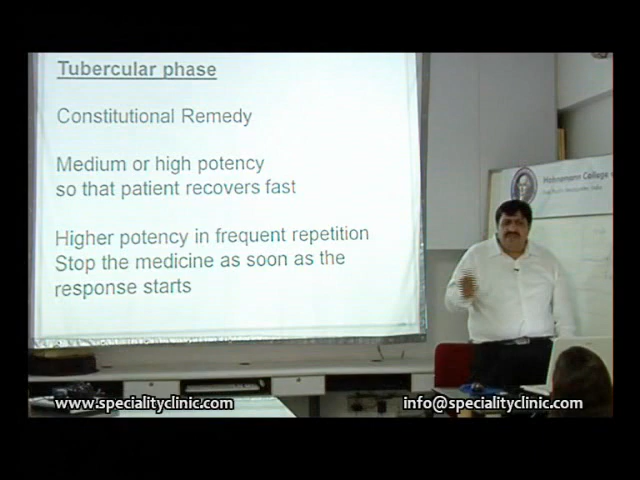 Tubercular phase
Constitutional Remedy
Medium or high potency
so that patient recovers fast
Higher potency in frequent repetition
Stop the medicine as soon as the
response starts
Hahnemann College
www.specialityclinic.com
info@specialityclinic.com